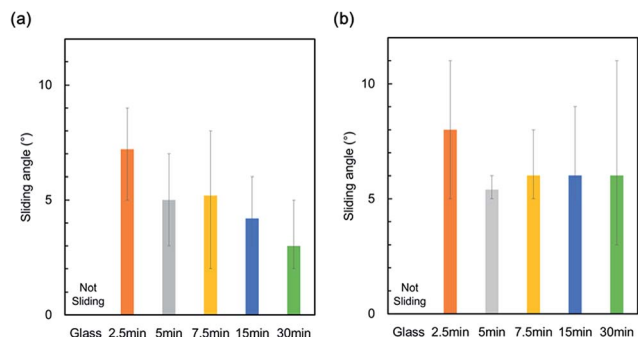 (a)
Sliding angle (°)
10
5
0
Not
Sliding
Glass 2.5min 5min 7.5min 15min 30min
(b)
Sliding angle (°)
10
5
0
Not
Sliding
Glass 2.5min 5min 7.5min 15min 30min